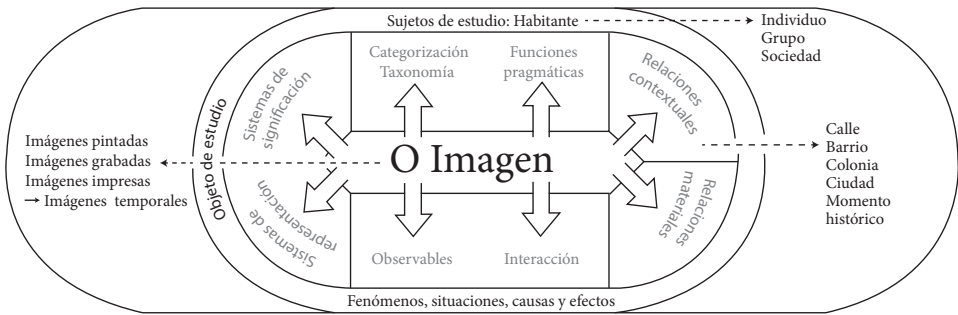 Sujetos de estudio: Habitante
Individuo
Grupo
Sociedad
Categorización
Taxonomía
Funciones
pragmáticas
Sistemas de
significación
Relaciones
contextuales
Objeto de estudio
Imágenes pintadas
Imágenes grabadas
Imágenes impresas
→ Imágenes temporales
O Imagen
Calle
Barrio
Colonia
Ciudad
Momento
histórico
Sistemas de
representación
Relaciones
materiales
Observables
Interacción
Fenómenos, situaciones, causas y efectos